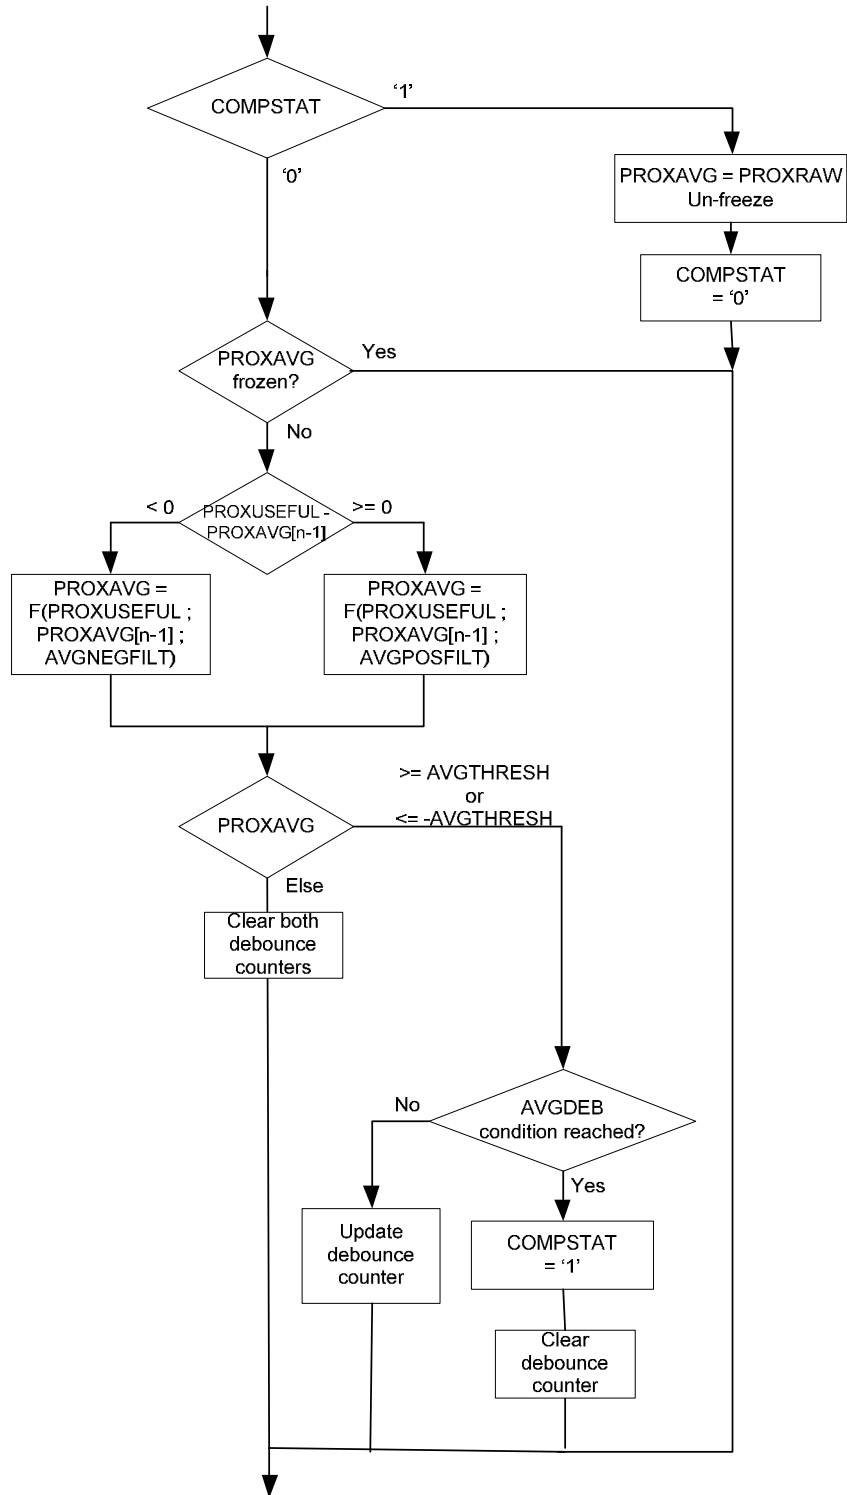 COMPSTAT
‘1’
‘0’
PROXAVG = PROXRAW
Un-freeze
COMPSTAT
= ‘0’
PROXAVG
frozen?
Yes
No
PROXUSEFUL -
PROXAVG[n-1]
< 0
>= 0
PROXAVG =
F(PROXUSEFUL ;
PROXAVG[n-1] ;
AVGNEGFILT)
PROXAVG =
F(PROXUSEFUL ;
PROXAVG[n-1] ;
AVGPOSFILT)
PROXAVG
>= AVGTHRESH
or
<= -AVGTHRESH
Else
Clear both
debounce
counters
AVGDEB
condition reached?
No
Yes
Update
debounce
counter
COMPSTAT
= ‘1’
Clear
debounce
counter